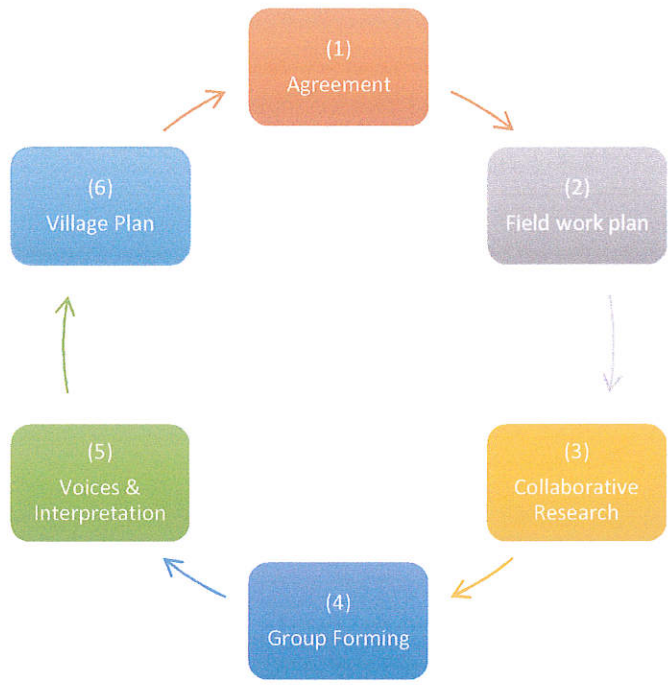 (1)
Agreement
(2)
Field work plan
(3)
Collaborative
Research
(4)
Group Forming
(5)
Voices &
Interpretation
(6)
Village Plan